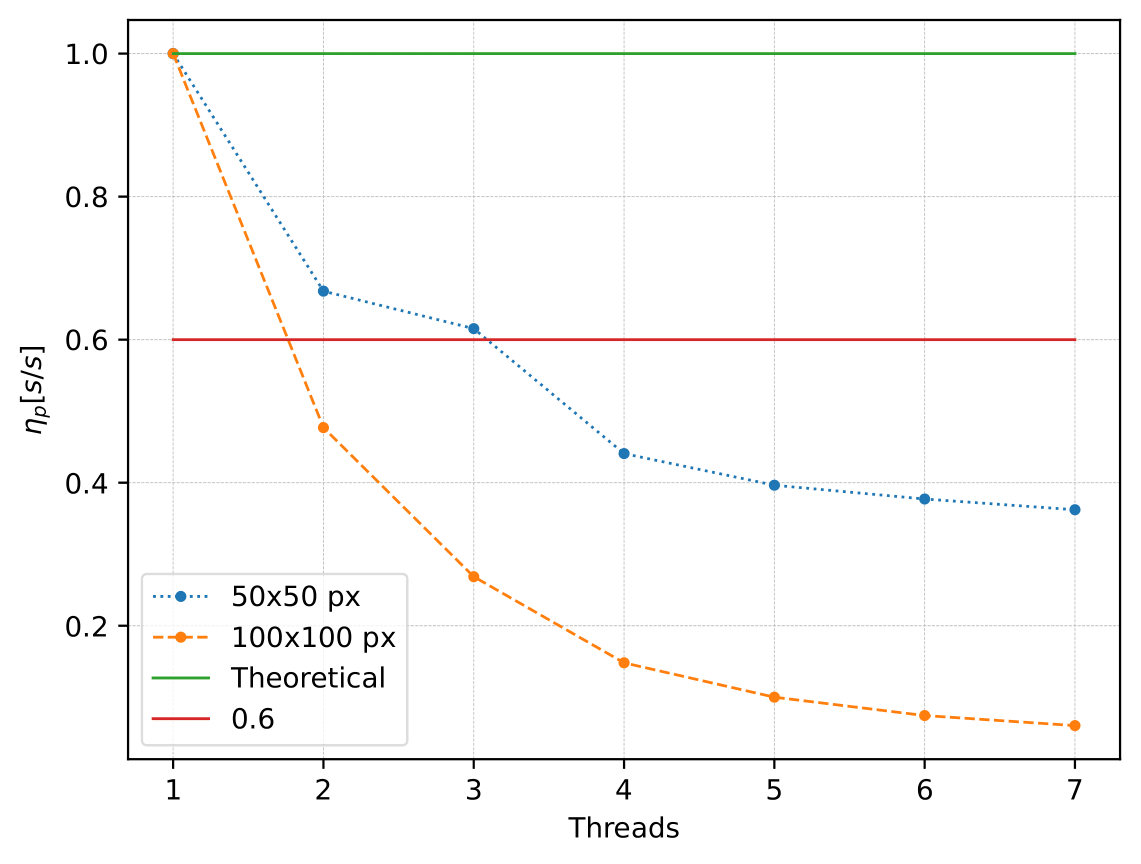 1.0
0.8
0.6
0.4
0.2
ηp[s/s]
50x50 px
100x100 px
Theoretical
0.6
1 2 3 4 5 6 7
Threads